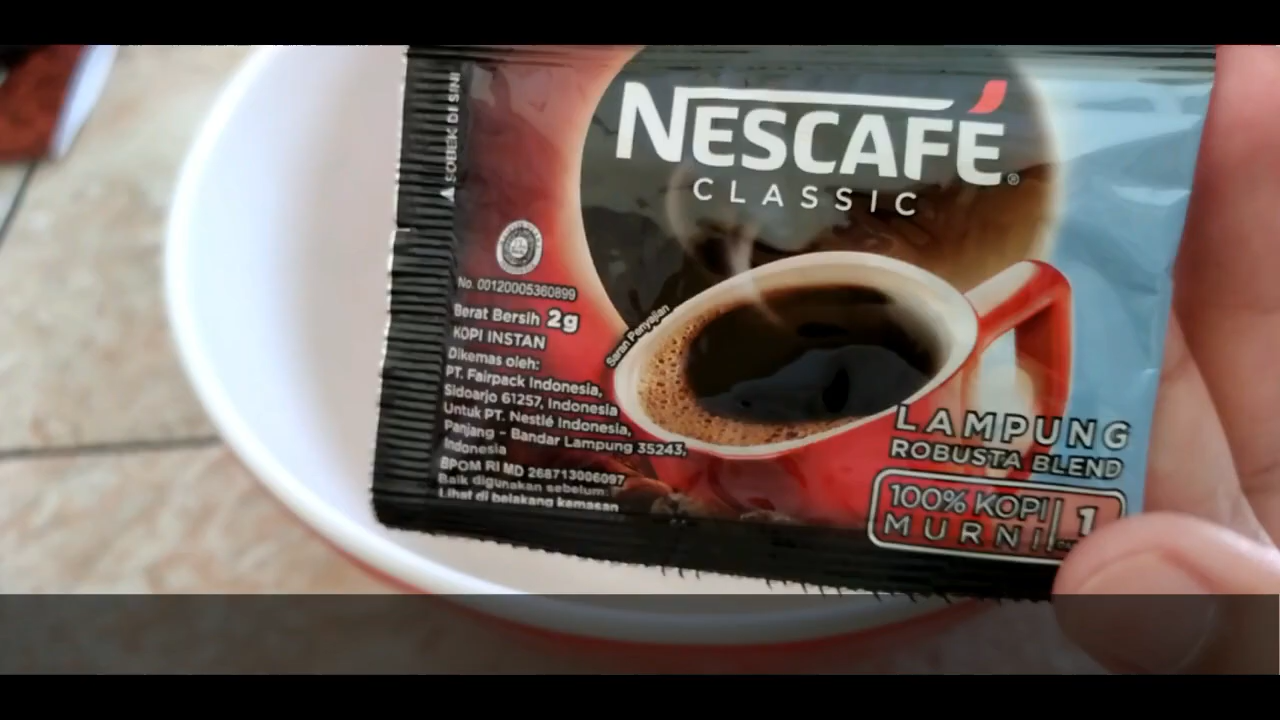 SOBEK DI SINI
NESCAFÉ®
CLASSIC
No. 00120005360899
Berat Bersih 2g
KOPI INSTAN
Dikemas oleh:
PT. Fairpack Indonesia,
Sidoarjo 61257, Indonesia
Untuk PT. Nestlé Indonesia,
Panjang - Bandar Lampung 35243,
Indonesia
BPOM RI MD 268713006097
Baik digunakan sebelum:
Lihat di belakang kemasan
Saran Penyajian
LAMPUNG
ROBUSTA BLEND
100% KOPI
MURNI
1